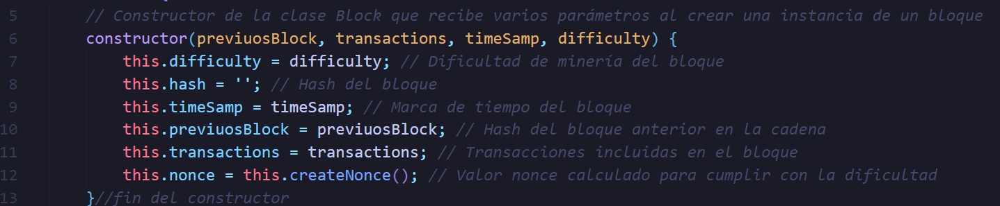 5 // Constructor de la clase Block que recibe varios parámetros al crear una instancia de un bloque
6 constructor(previuosBlock, transactions, timeSamp, difficulty) {
7 this.difficulty = difficulty; // Dificultad de minería del bloque
8 this.hash = ''; // Hash del bloque
9 this.timeSamp = timeSamp; // Marca de tiempo del bloque
10 this.previuosBlock = previuosBlock; // Hash del bloque anterior en la cadena
11 this.transactions = transactions; // Transacciones incluidas en el bloque
12 this.nonce = this.createNonce(); // Valor nonce calculado para cumplir con la dificultad
13 }//fin del constructor